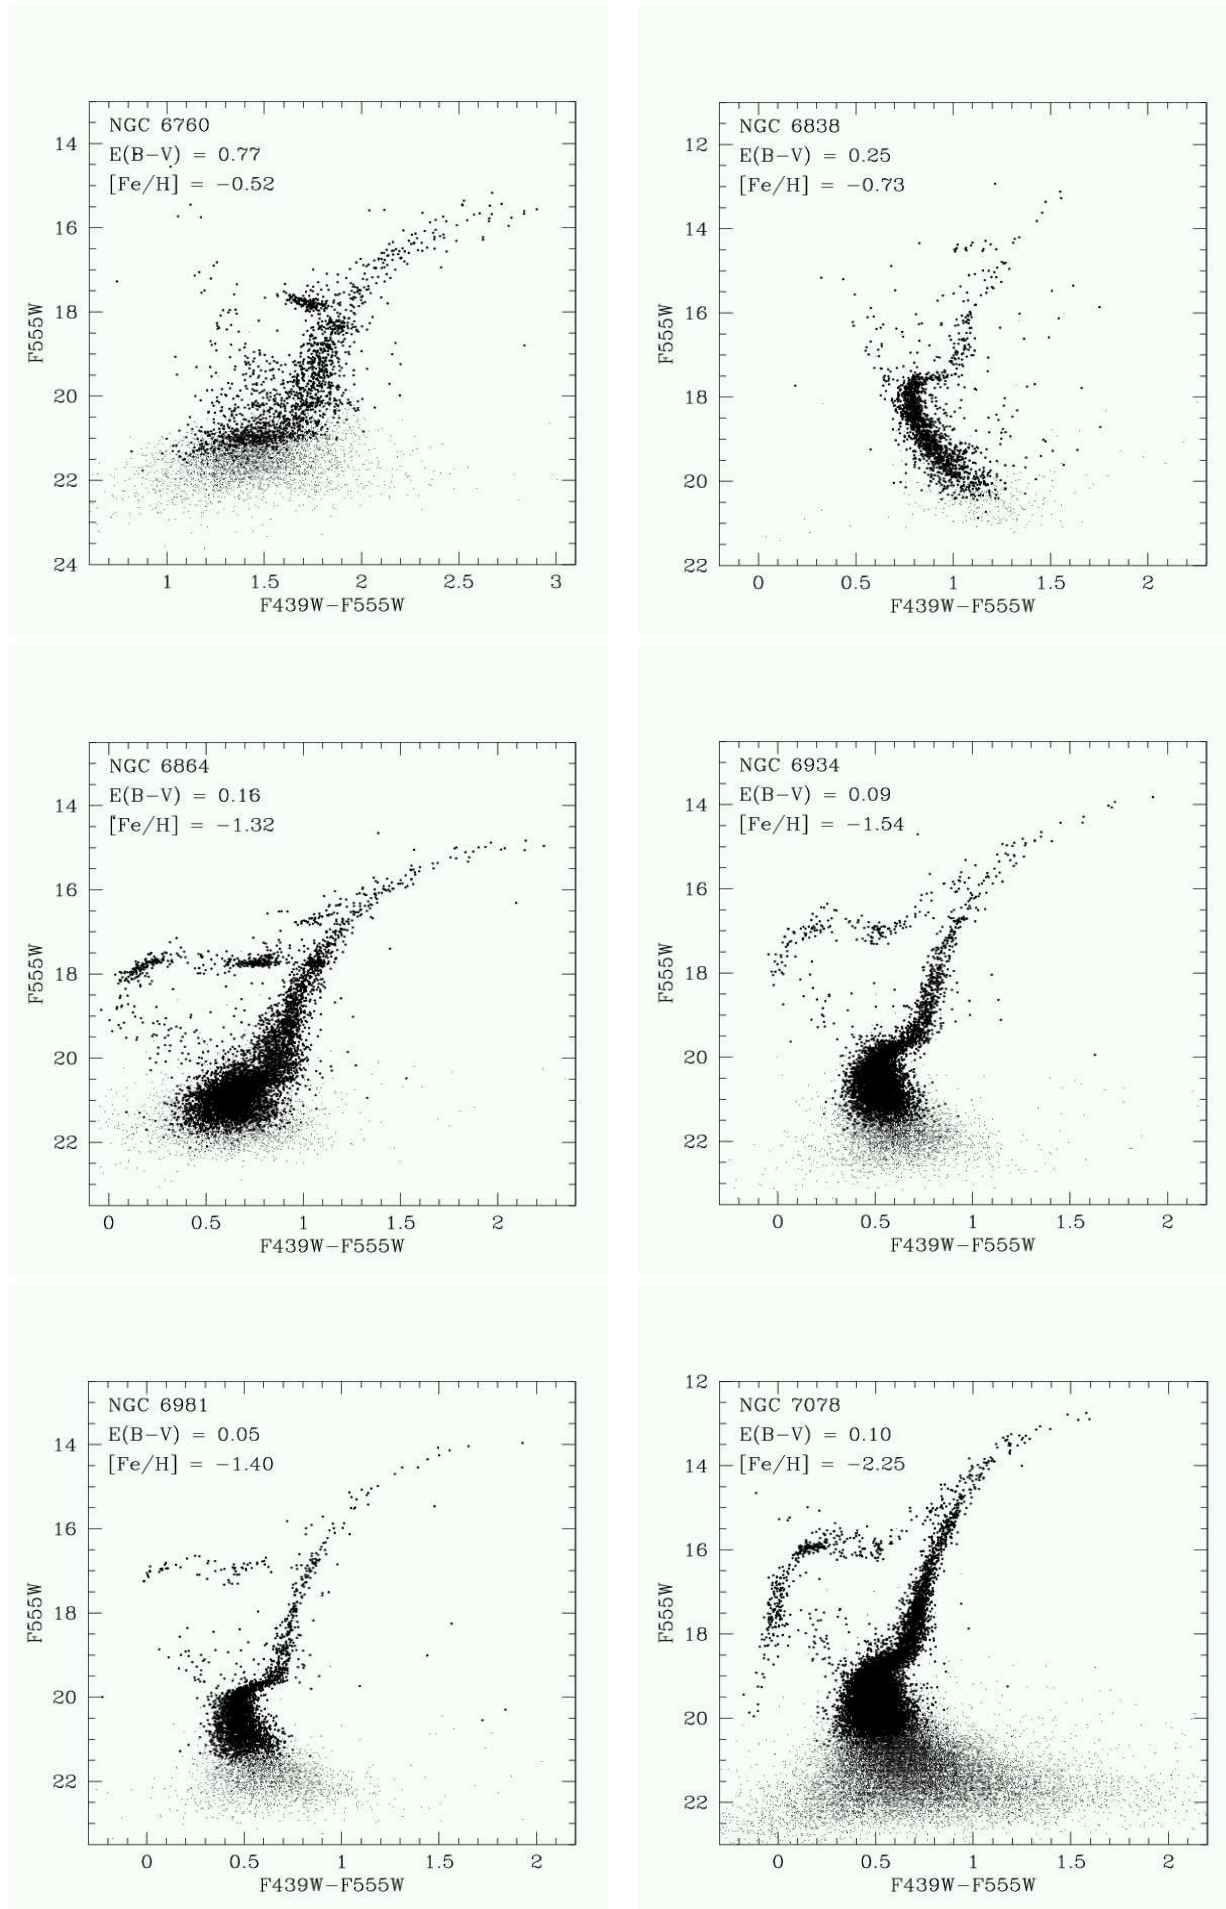 NGC 6760
E(B−V) = 0.77
[Fe/H] = −0.52
14
16
18
20
22
24
F555W
1 1.5 2 2.5 3
F439W−F555W
NGC 6838
E(B−V) = 0.25
[Fe/H] = −0.73
12
14
16
18
20
22
F555W
0 0.5 1 1.5 2
F439W−F555W
NGC 6864
E(B−V) = 0.16
[Fe/H] = −1.32
14
16
18
20
22
F555W
0 0.5 1 1.5 2
F439W−F555W
NGC 6934
E(B−V) = 0.09
[Fe/H] = −1.54
14
16
18
20
22
F555W
0 0.5 1 1.5 2
F439W−F555W
NGC 6981
E(B−V) = 0.05
[Fe/H] = −1.40
14
16
18
20
22
F555W
0 0.5 1 1.5 2
F439W−F555W
12
NGC 7078
E(B−V) = 0.10
[Fe/H] = −2.25
14
16
18
20
22
F555W
0 0.5 1 1.5 2
F439W−F555W